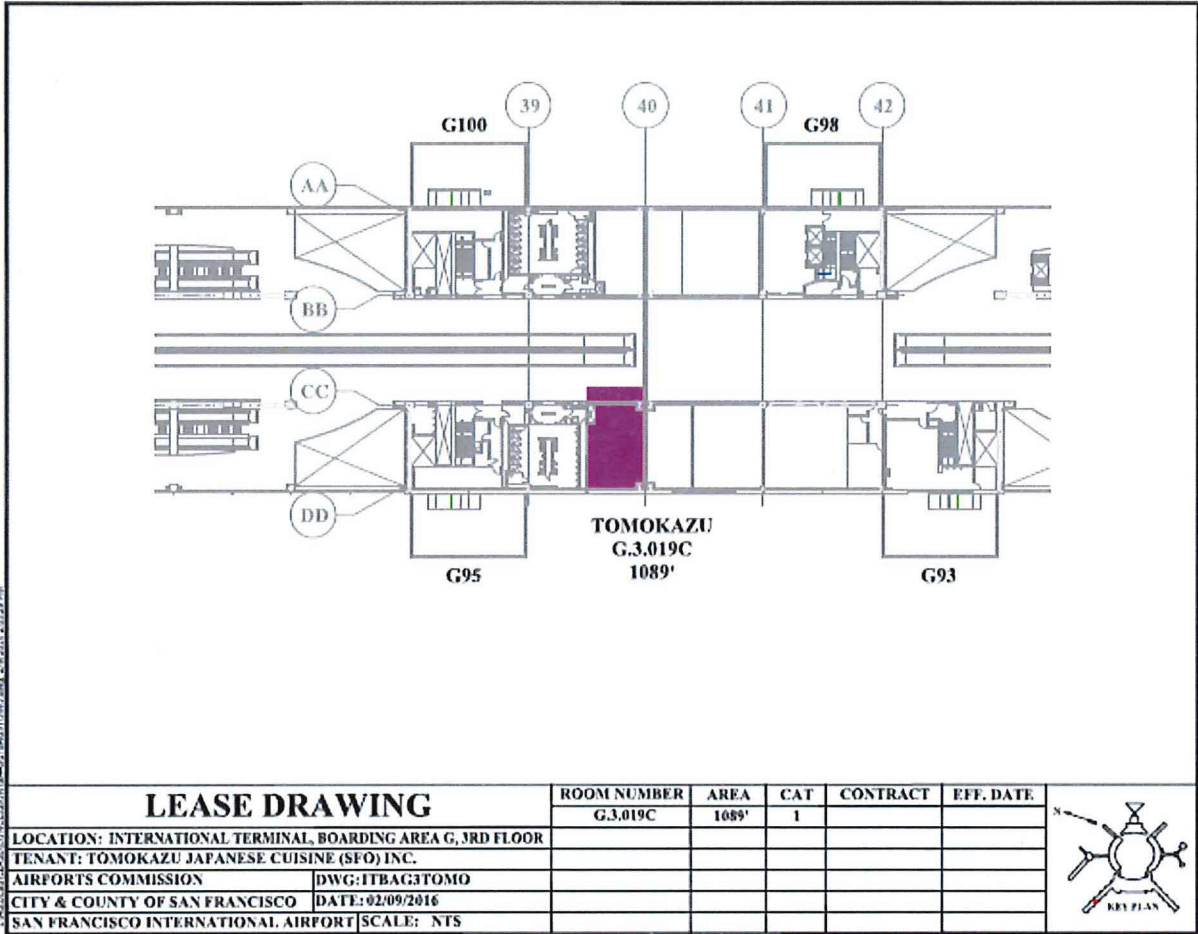 39
40
41
42
G100
G98
AA
BB
CC
DD
TOMOKAZU
G.3.019C
1089'
G95
G93
LEASE DRAWING
ROOM NUMBER AREA CAT CONTRACT EFF. DATE
G.3.019C 1089' 1
LOCATION: INTERNATIONAL TERMINAL, BOARDING AREA G, 3RD FLOOR
TENANT: TOMOKAZU JAPANESE CUISINE (SFO) INC.
AIRPORTS COMMISSION DWG:ITBAG3TOMO
CITY & COUNTY OF SAN FRANCISCO DATE: 02/09/2016
SAN FRANCISCO INTERNATIONAL AIRPORT SCALE: NTS
N
KEY PLAN